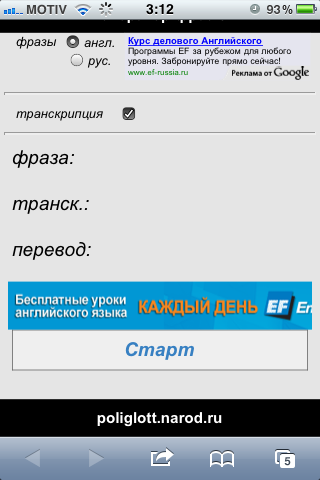 MOTIV 3:12 93%
фразы англ.
рус.
Курс делового Английского
Программы EF за рубежом для любого
уровня. Забронируйте прямо сейчас!
www.ef-russia.ru
Реклама от Google
транскрипция
фраза:
транск.:
перевод:
Бесплатные уроки
английского языка
КАЖДЫЙ ДЕНЬ
EF
Старт
poliglott.narod.ru
5